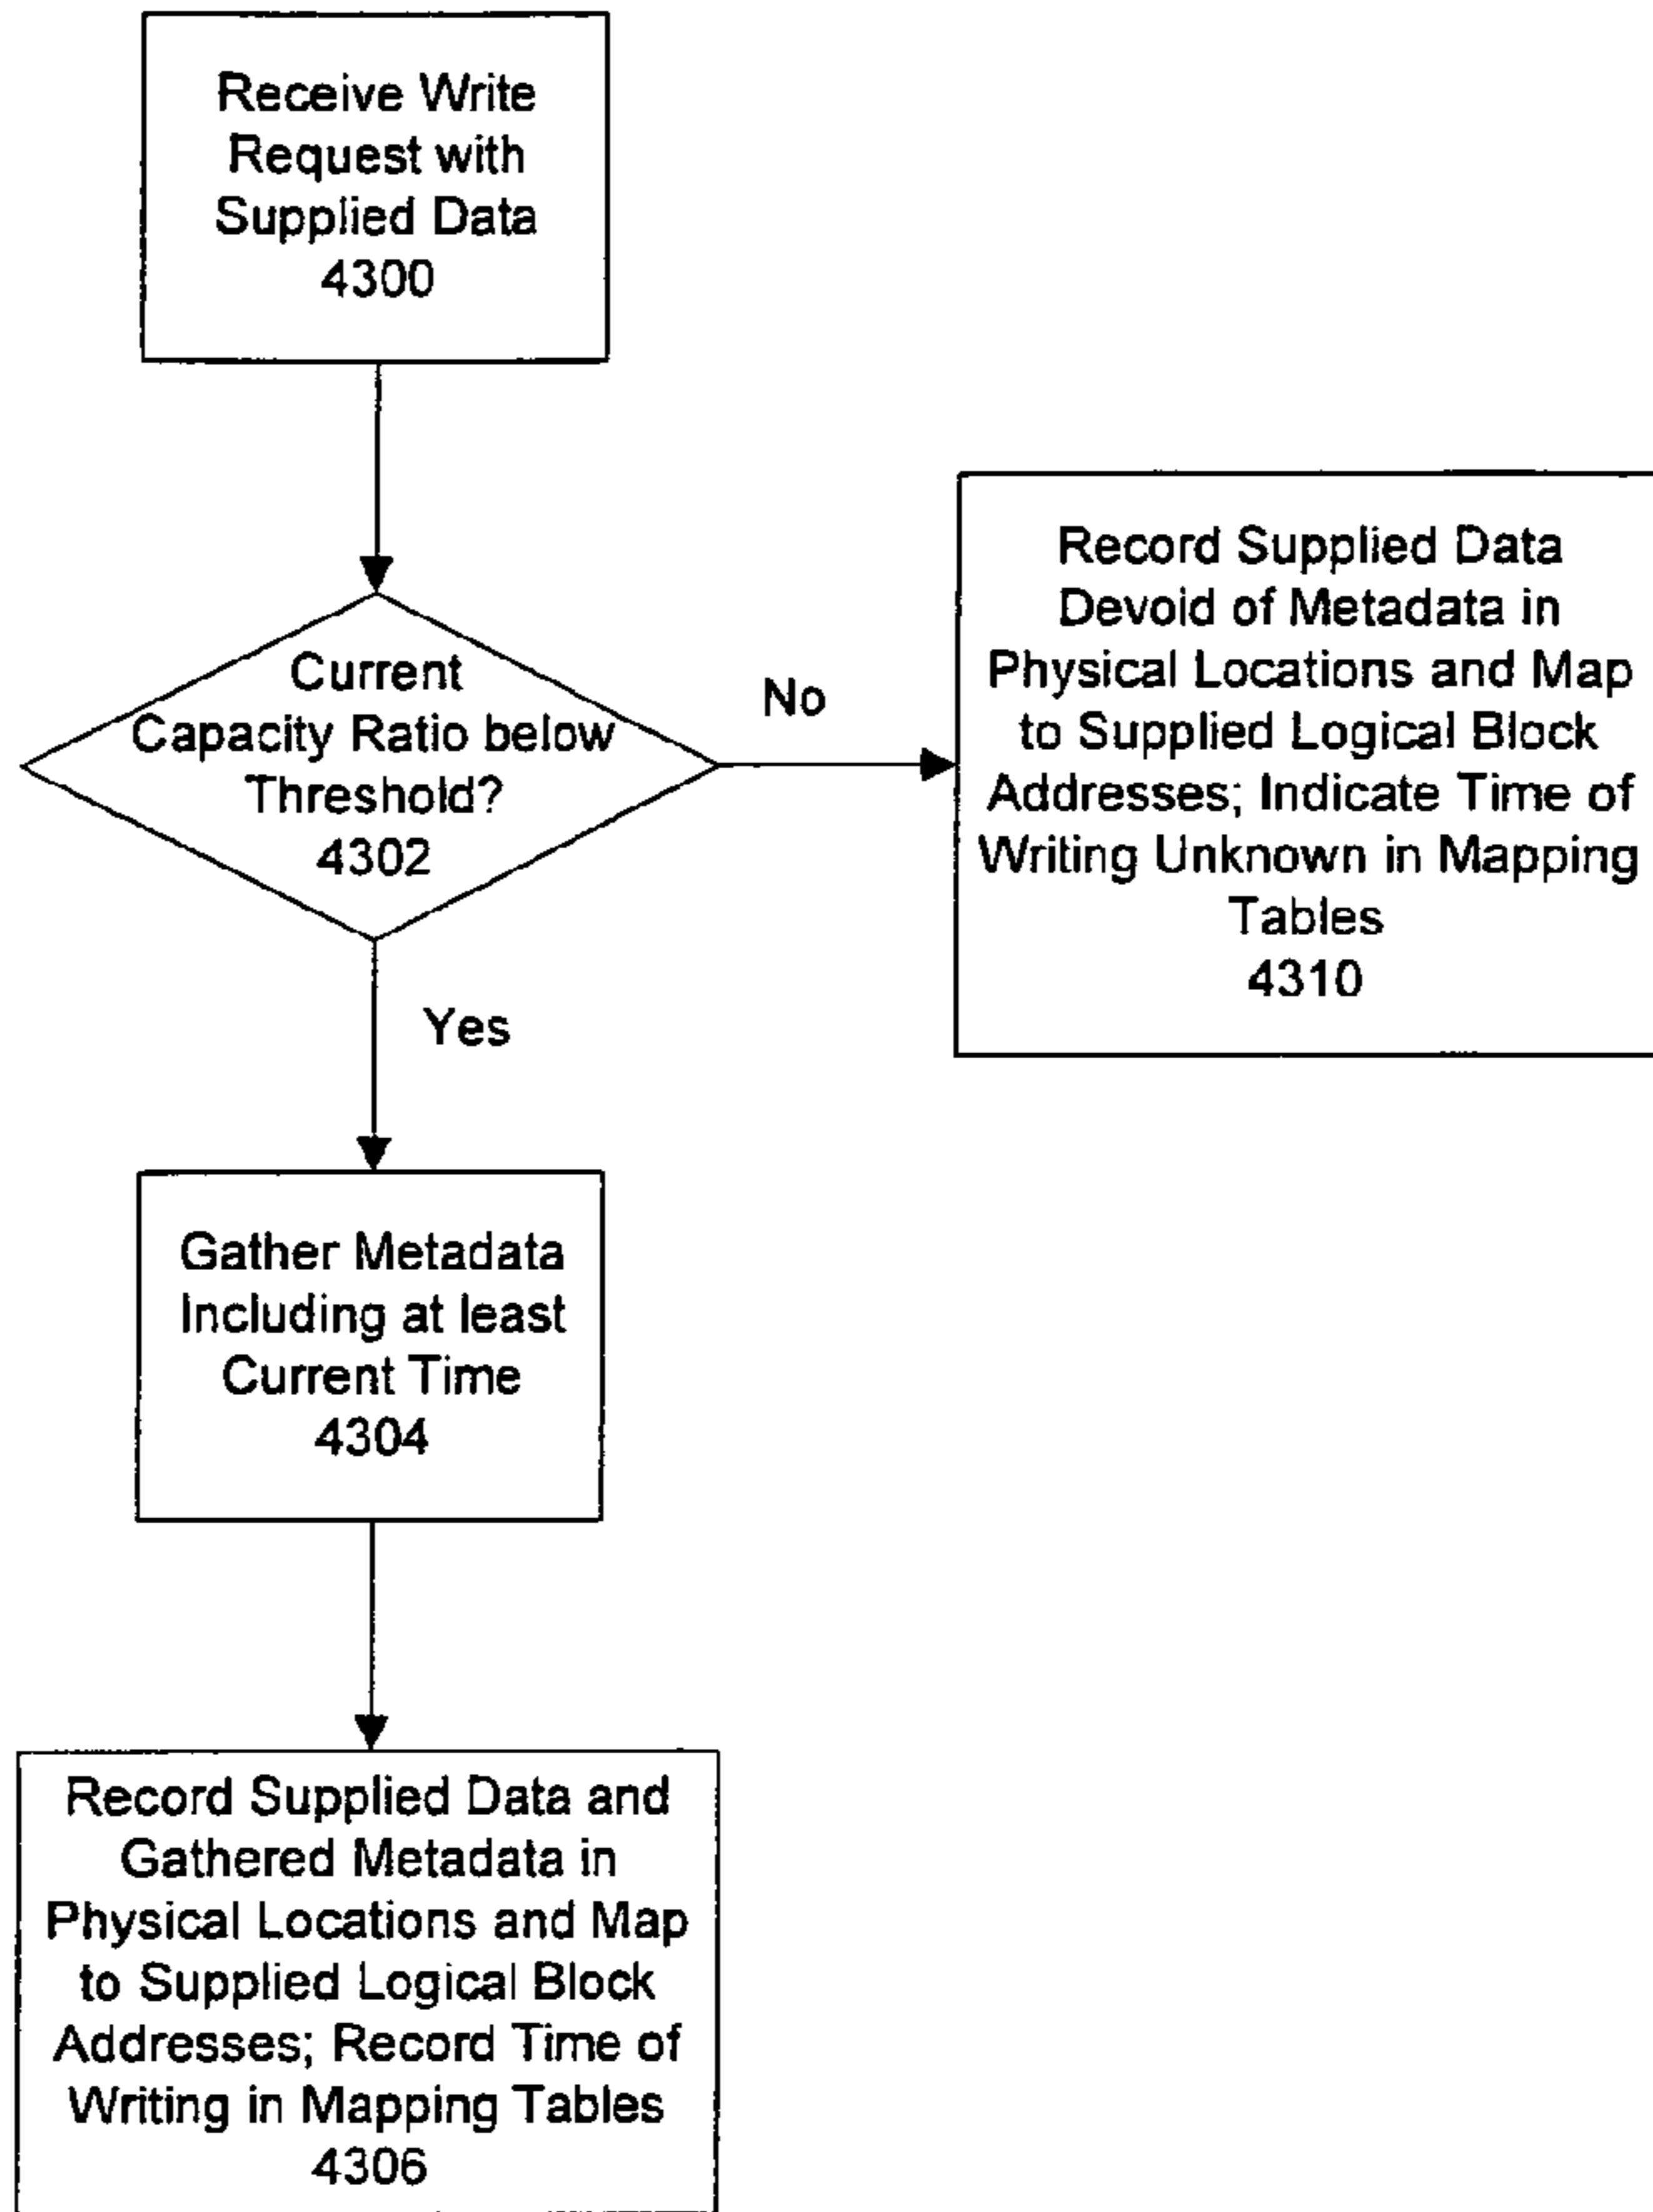 Receive Write
Request with
Supplied Data
4300
Current
Capacity Ratio below
Threshold?
4302
No
Record Supplied Data
Devoid of Metadata in
Physical Locations and Map
to Supplied Logical Block
Addresses; Indicate Time of
Writing Unknown in Mapping
Tables
4310
Yes
Gather Metadata
Including at least
Current Time
4304
Record Supplied Data and
Gathered Metadata in
Physical Locations and Map
to Supplied Logical Block
Addresses; Record Time of
Writing in Mapping Tables
4306